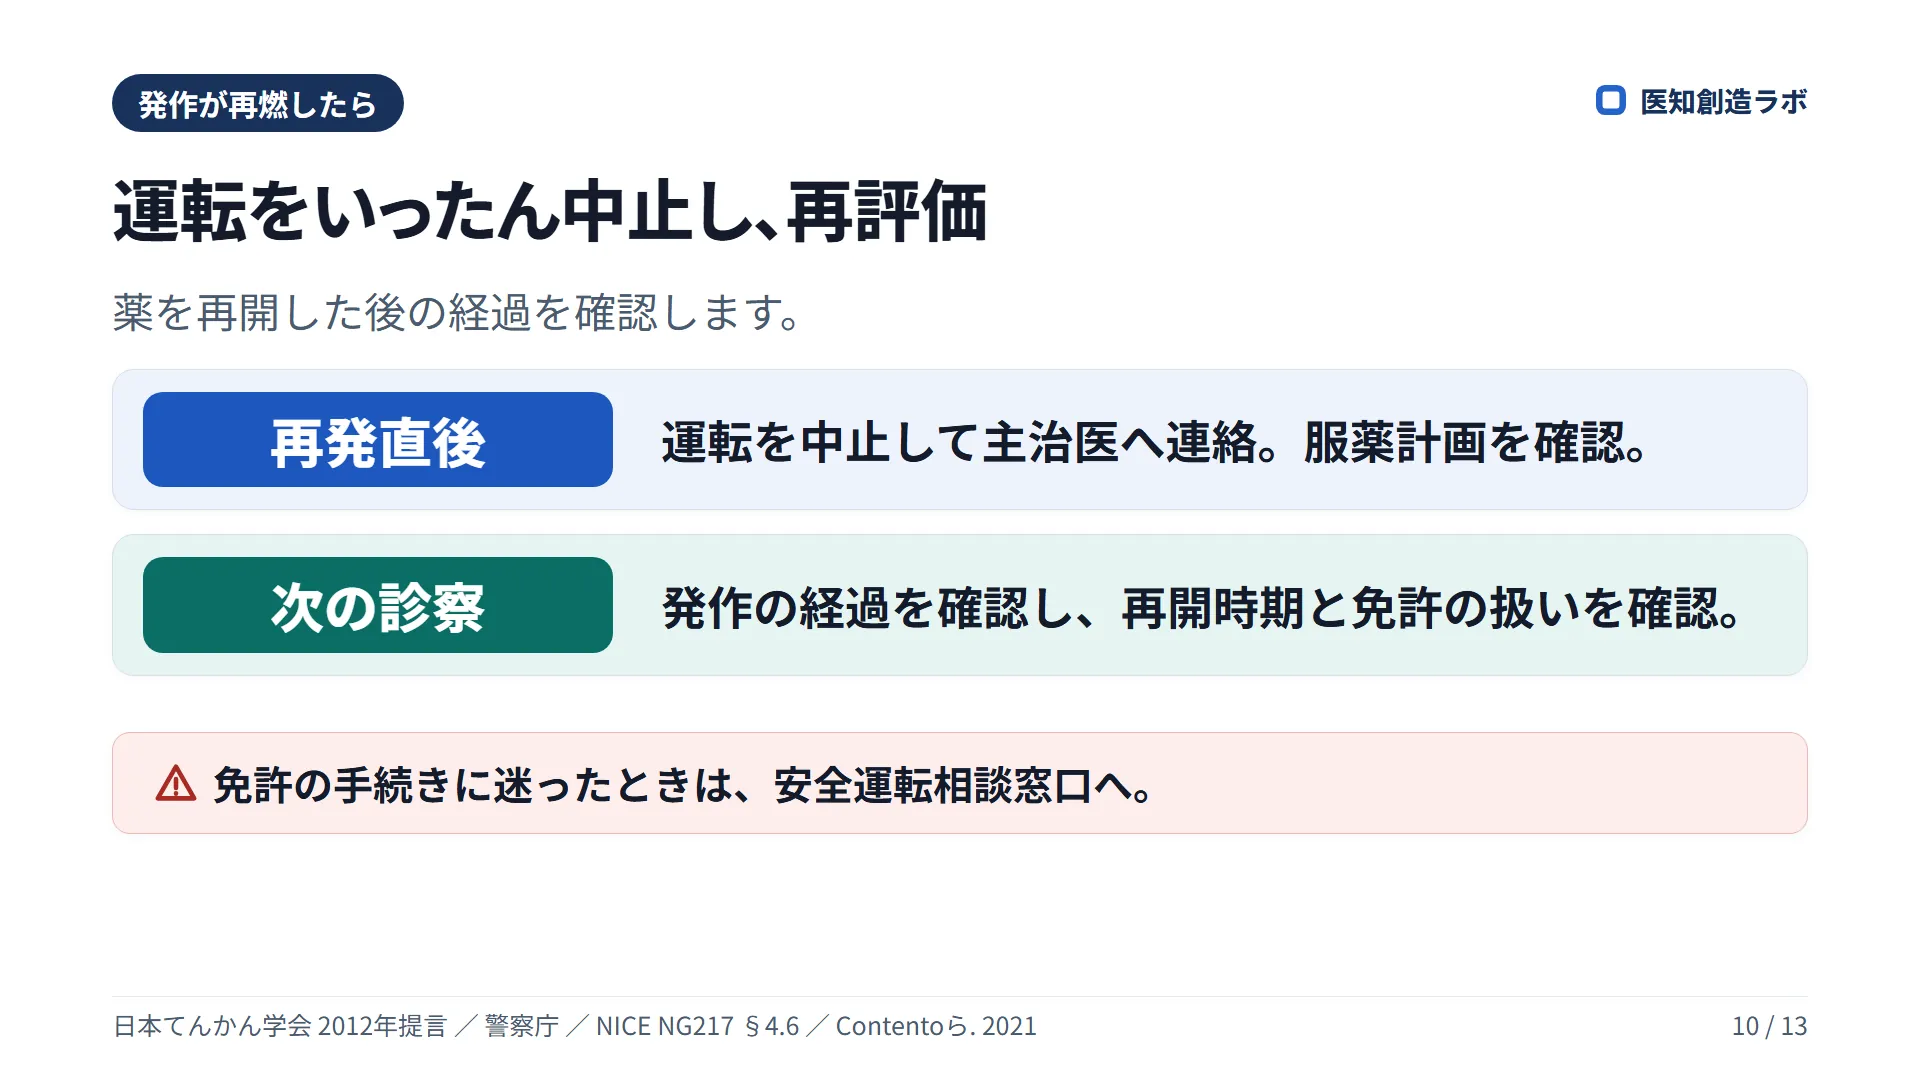 発作が再燃したら
医知創造ラボ
運転をいったん中止し、再評価
薬を再開した後の経過を確認します。
再発直後
運転を中止して主治医へ連絡。服薬計画を確認。
次の診察
発作の経過を確認し、再開時期と免許の扱いを確認。
免許の手続きに迷ったときは、安全運転相談窓口へ。
日本てんかん学会 2012年提言 ／ 警察庁 ／ NICE NG217 §4.6 ／ Contentoら. 2021
10 / 13